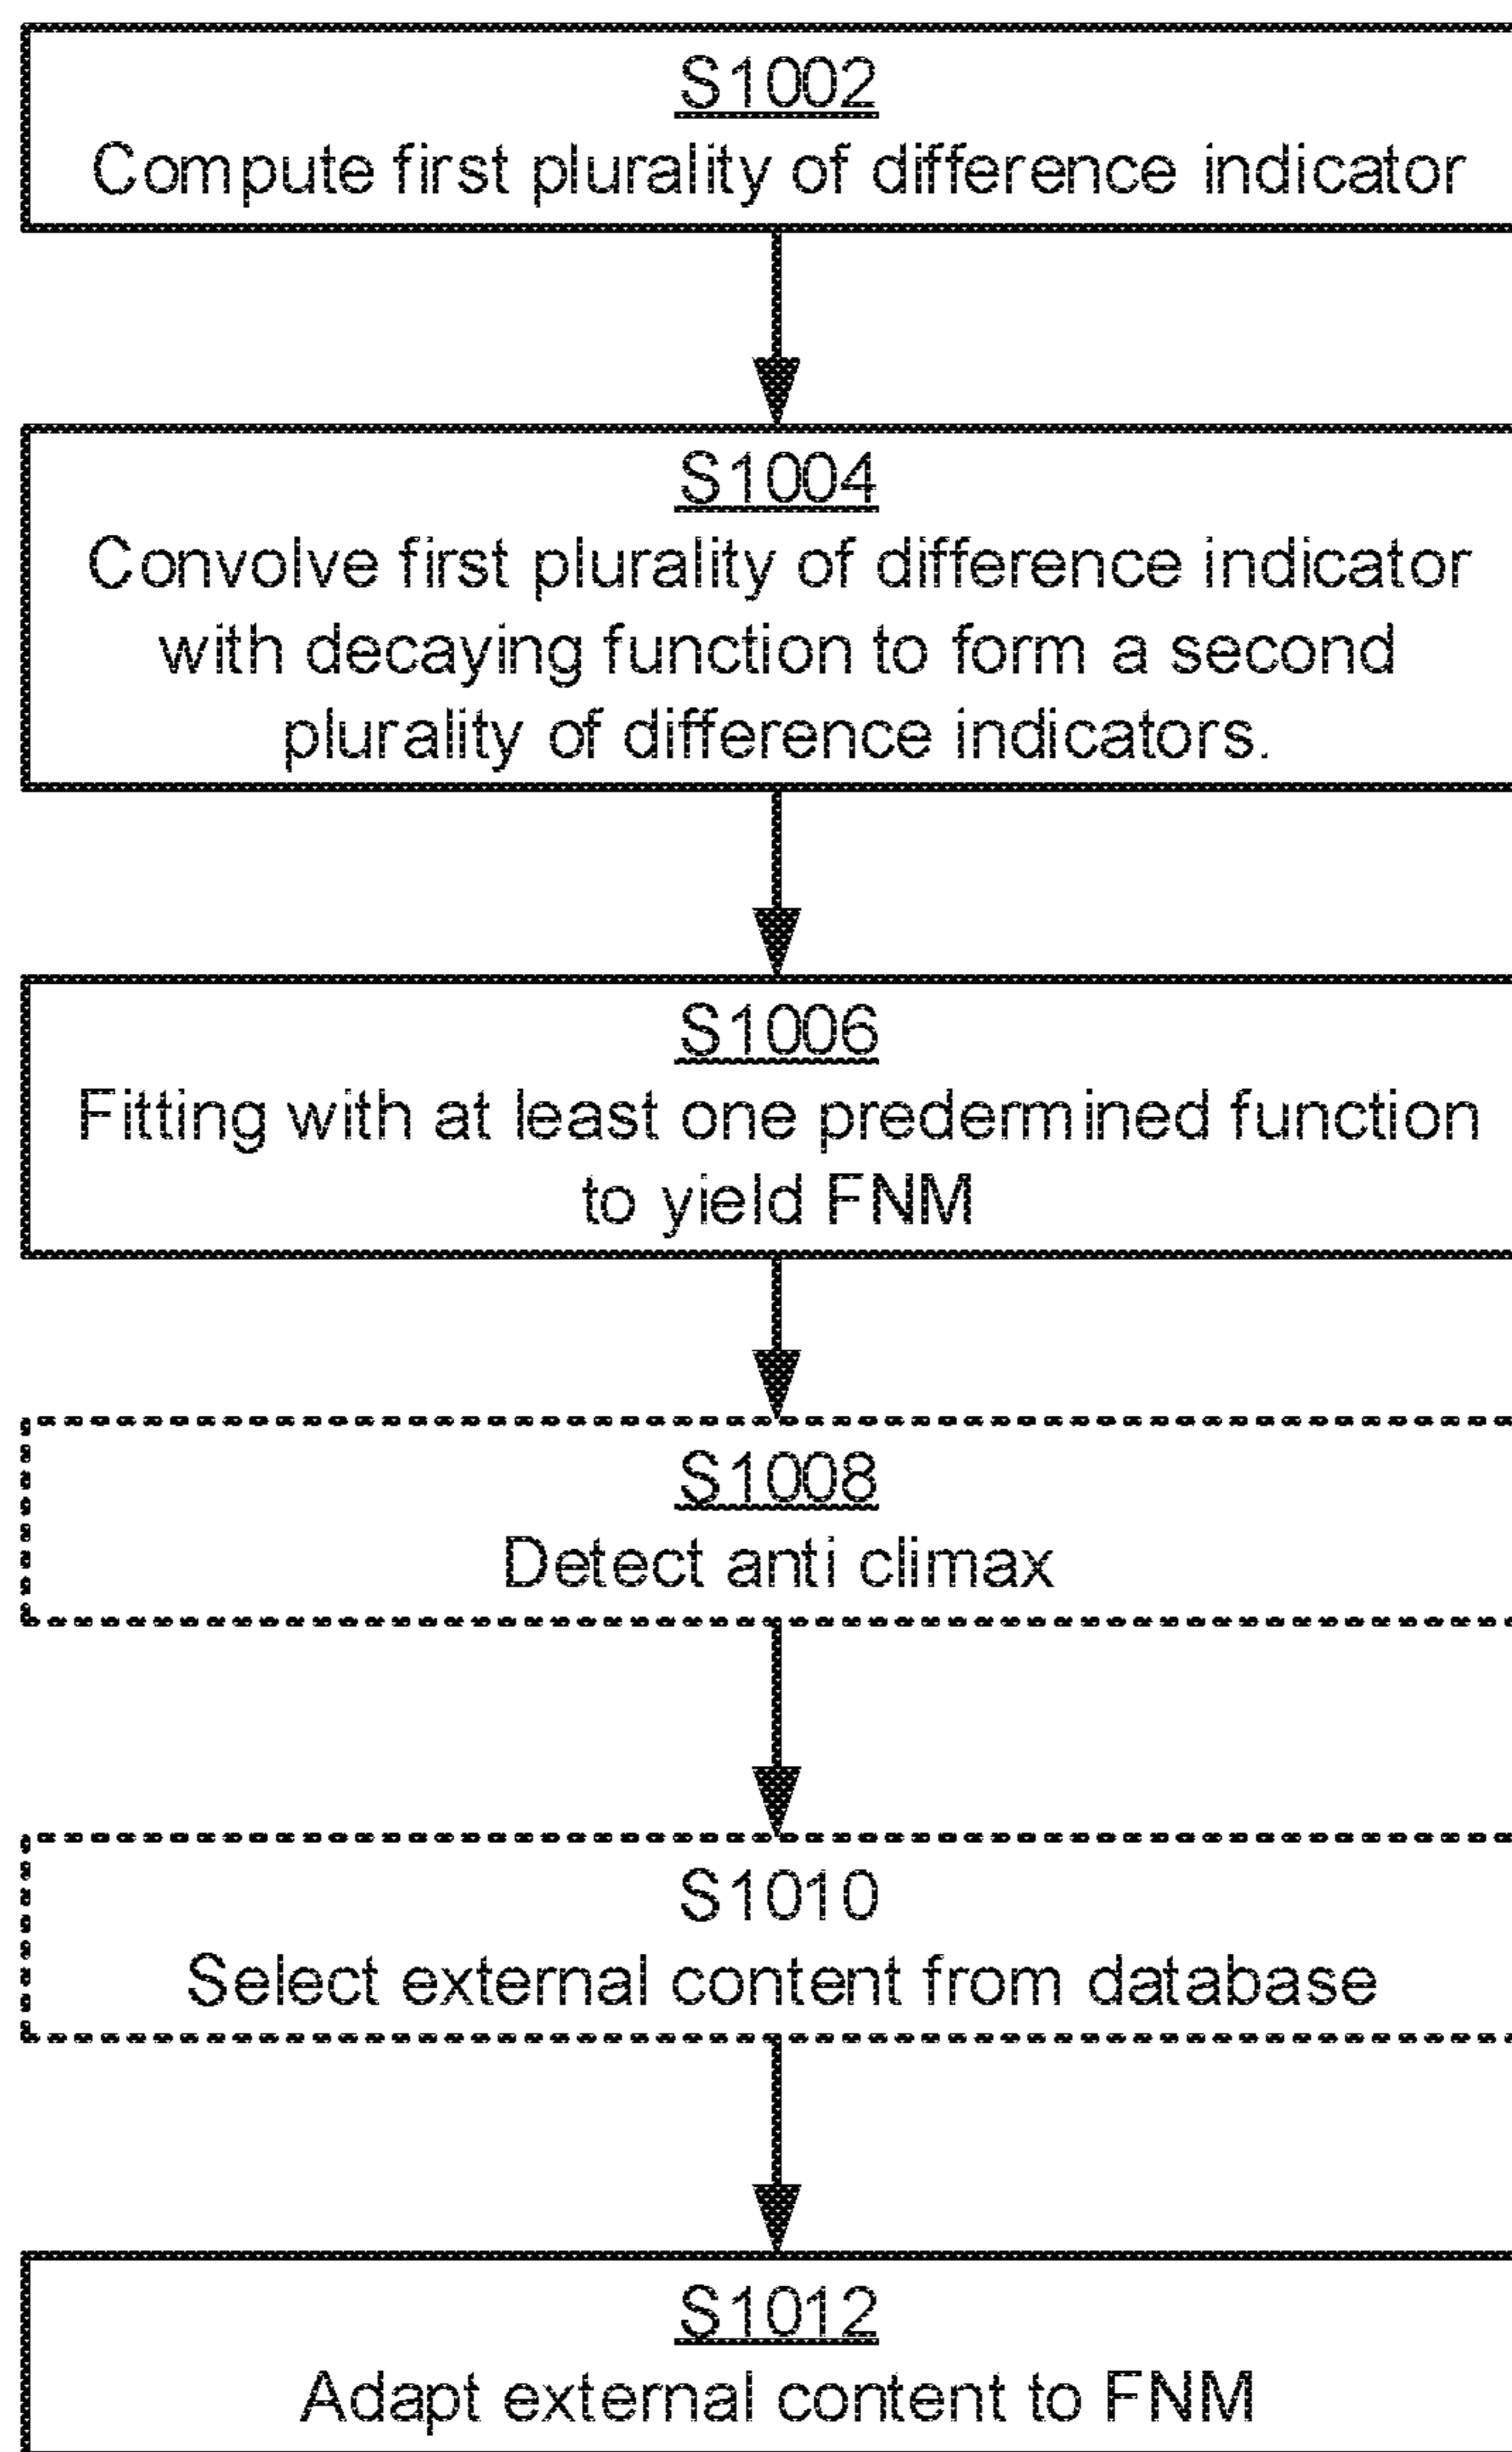 S1002
Compute first plurality of difference indicator
S1004
Convolve first plurality of difference indicator
with decaying function to form a second
plurality of difference indicators.
S1006
Fitting with at least one predermined function
to yield FNM
S1008
Detect anti climax
S1010
Select external content from database
S1012
Adapt external content to FNM